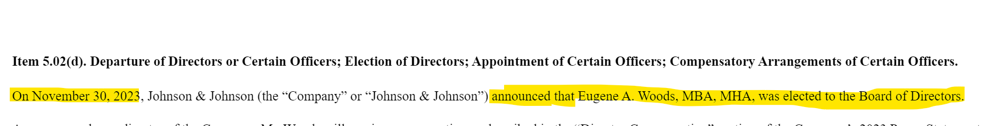 Item 5.02(d). Departure of Directors or Certain Officers; Election of Directors; Appointment of Certain Officers; Compensatory Arrangements of Certain Officers.
On November 30, 2023, Johnson & Johnson (the “Company” or “Johnson & Johnson”) announced that Eugene A. Woods, MBA, MHA, was elected to the Board of Directors.